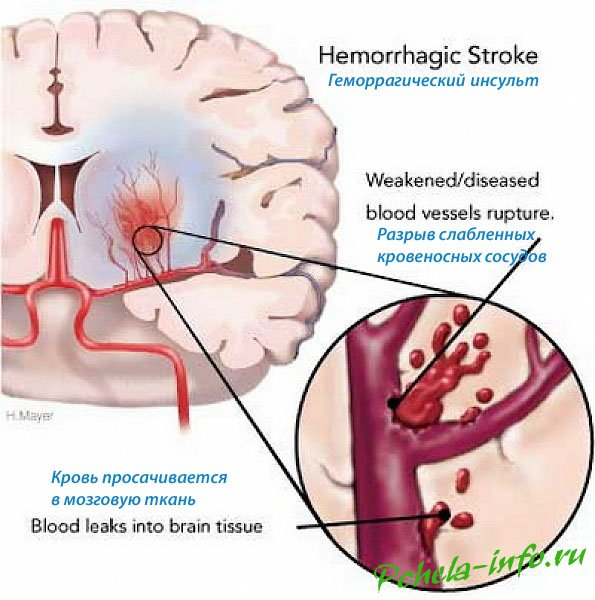 Hemorrhagic Stroke
Геморрагический инсульт
Weakened/diseased
blood vessels rupture.
Разрыв слабленных
кровеносных сосудов
H.Mayer
Кровь просачивается
в мозговую ткань
Blood leaks into brain tissue
Pchela-info.ru